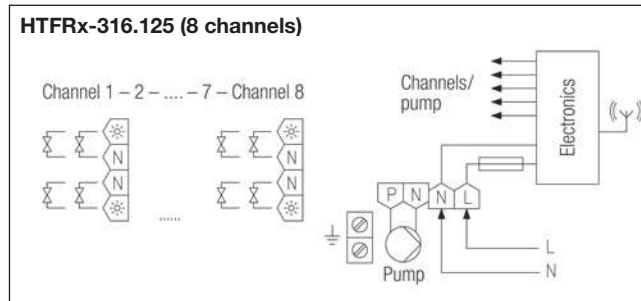 HTFRx-316.125 (8 channels)
Channel 1 – 2 – .... – 7 – Channel 8
N
N
N
N
......
Channels/
pump
Electronics
P N N L
Pump
L
N